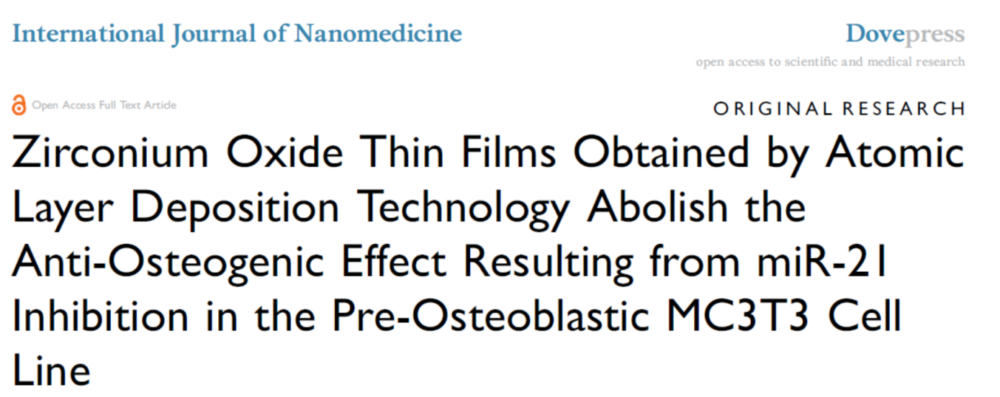 International Journal of Nanomedicine
Dovepress
open access to scientific and medical research
Open Access Full Text Article
ORIGINAL RESEARCH
Zirconium Oxide Thin Films Obtained by Atomic
Layer Deposition Technology Abolish the
Anti-Osteogenic Effect Resulting from miR-21
Inhibition in the Pre-Osteoblastic MC3T3 Cell
Line